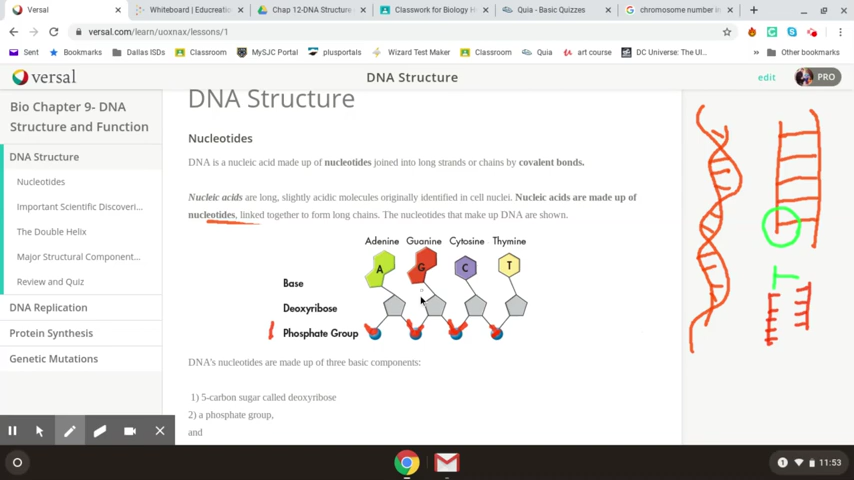 Versal
Whiteboard | Educreatio
Chap 12-DNA Structure
Classwork for Biology H
Quia - Basic Quizzes
chromosome number in
versal.com/learn/uoxnax/lessons/1
Sent
Bookmarks
Dallas ISDs
Classroom
MySJC Portal
plusportals
Wizard Test Maker
Classroom
Quia
art course
DC Universe: The Ul...
Other bookmarks
versal
DNA Structure
edit
PRO
Bio Chapter 9- DNA
Structure and Function
DNA Structure
Nucleotides
Important Scientific Discoveri...
The Double Helix
Major Structural Component...
Review and Quiz
DNA Replication
Protein Synthesis
Genetic Mutations
DNA Structure
Nucleotides
DNA is a nucleic acid made up of nucleotides joined into long strands or chains by covalent bonds.
Nucleic acids are long, slightly acidic molecules originally identified in cell nuclei. Nucleic acids are made up of
nucleotides, linked together to form long chains. The nucleotides that make up DNA are shown.
Adenine Guanine Cytosine Thymine
A G C T
Base
Deoxyribose
Phosphate Group
DNA's nucleotides are made up of three basic components:
1) 5-carbon sugar called deoxyribose
2) a phosphate group,
and
1
11:53